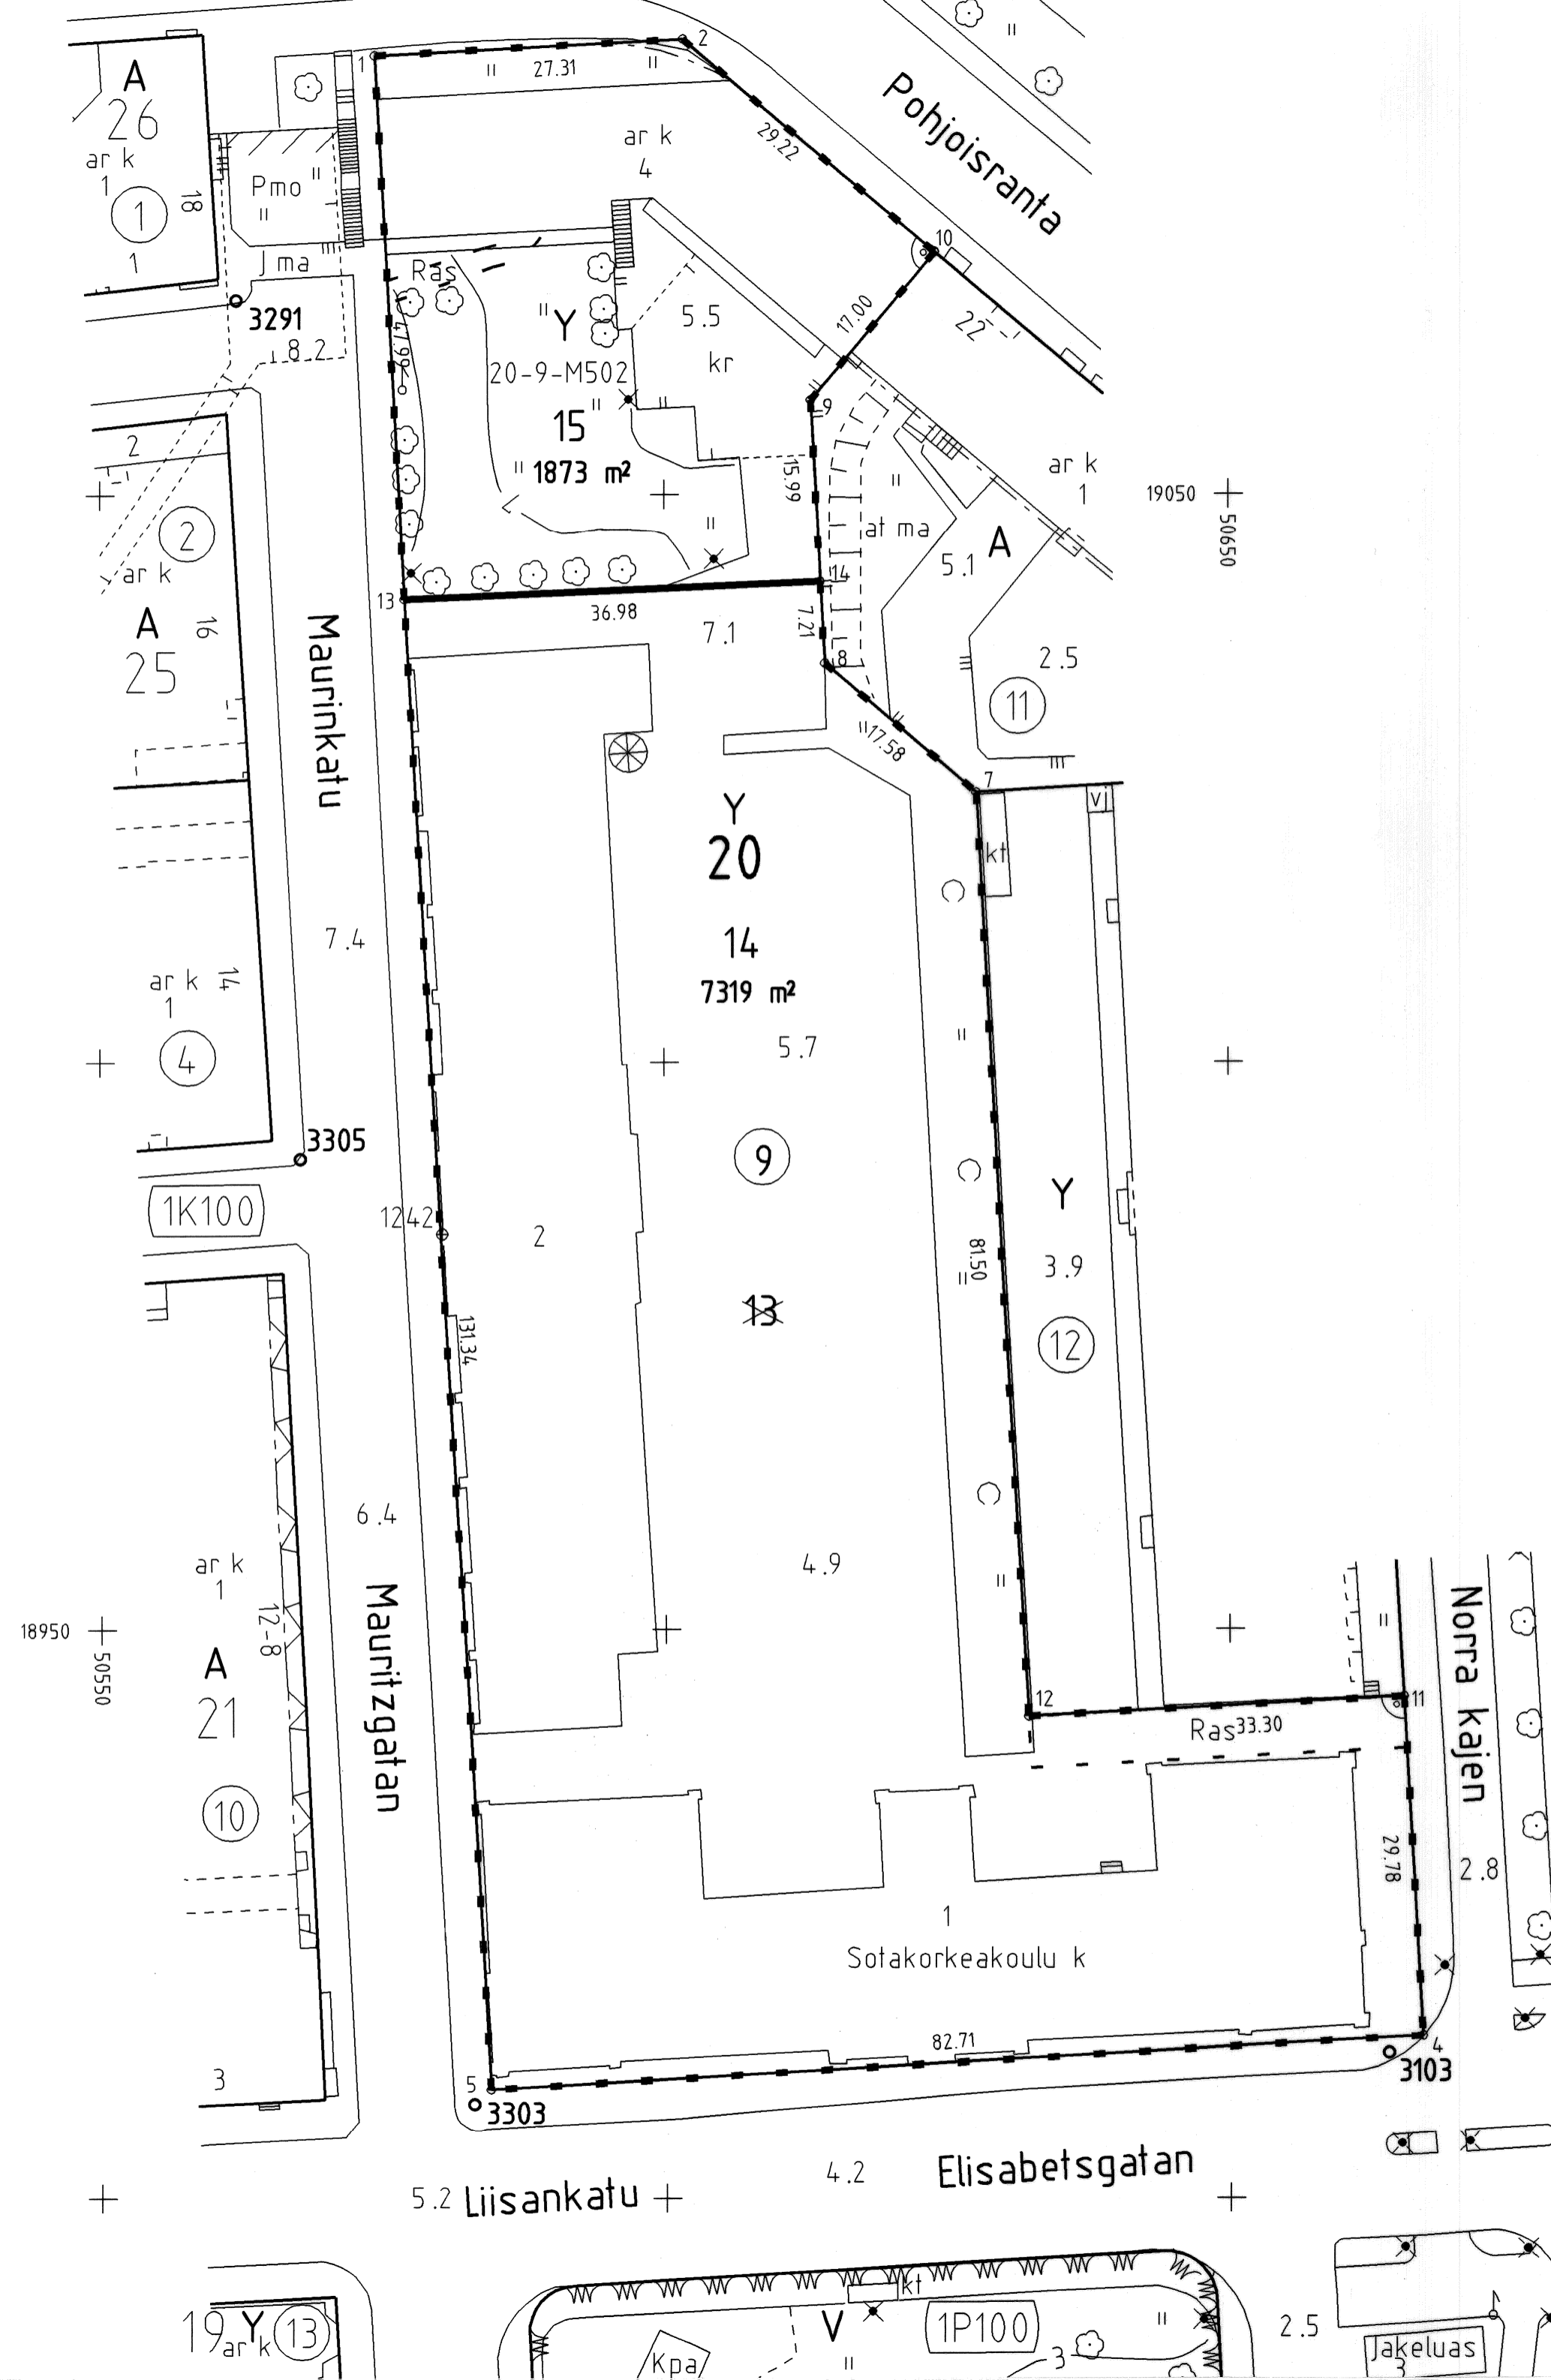 A
26
ar k
1
1
18
1
Pmo
Jma
3291
8.2
1
27.31
2
ar k
4
29.22
Pohjoisranta
10
22
17.00
Ras
47.99
Y
20-9-M502
15
1873 m²
5.5
kr
9
15.99
at ma
5.1
A
ar k
1
19050
50650
2
2
ar k
A
16
25
13
36.98
14
7.1
7.21
8
2.5
11
Maurinkatu
17.58
7
vj
kt
Y
20
14
7319 m²
7.4
ar k
14
1
4
5.7
3305
1K100
9
1242
2
Y
3.9
12
81.50
13
131.34
6.4
4.9
ar k
1
12-8
18950
50550
A
21
10
Mauritzgatan
12
11
Ras
33.30
Norra kajen
29.78
2.8
1
Sotakorkeakoulu k
82.71
4
3103
3
5
3303
5.2
Liisankatu
4.2
Elisabetsgatan
19
Y
ar k
13
kt
V
1P100
Kpa
3
2.5
Jakeluas
3